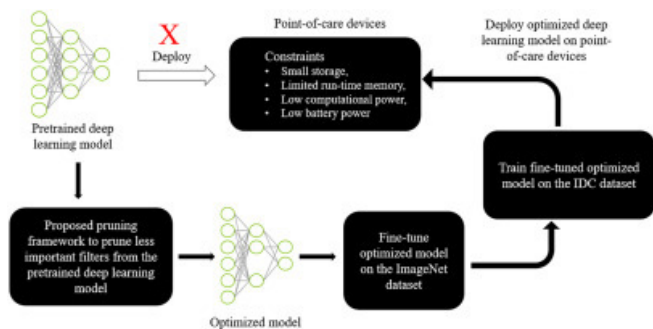 X
Deploy
Pretrained deep
learning model
Point-of-care devices
Constraints
• Small storage,
• Limited run-time memory,
• Low computational power,
• Low battery power
Deploy optimized deep
learning model on point-
of-care devices
Train fine-tuned optimized
model on the IDC dataset
Proposed pruning
framework to prune less
important filters from the
pretrained deep learning
model
Optimized model
Fine-tune
optimized model
on the ImageNet
dataset